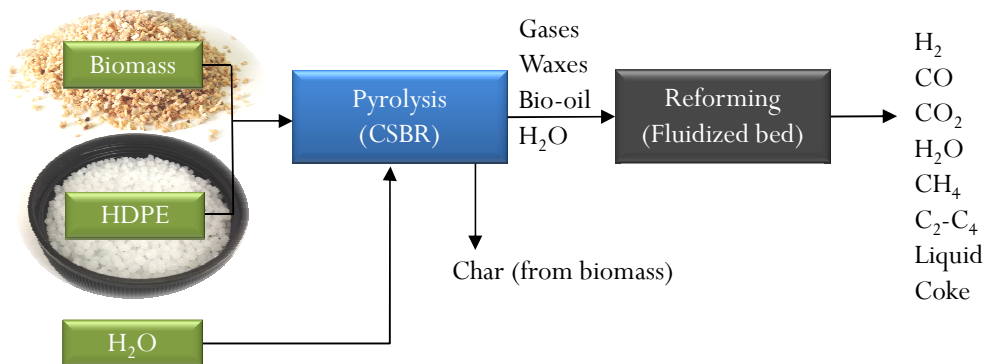 Biomass
HDPE
H₂O
Pyrolysis
(CSBR)
Char (from biomass)
Gases
Waxes
Bio-oil
H₂O
Reforming
(Fluidized bed)
H₂
CO
CO₂
H₂O
CH₄
C₂-C₄
Liquid
Coke